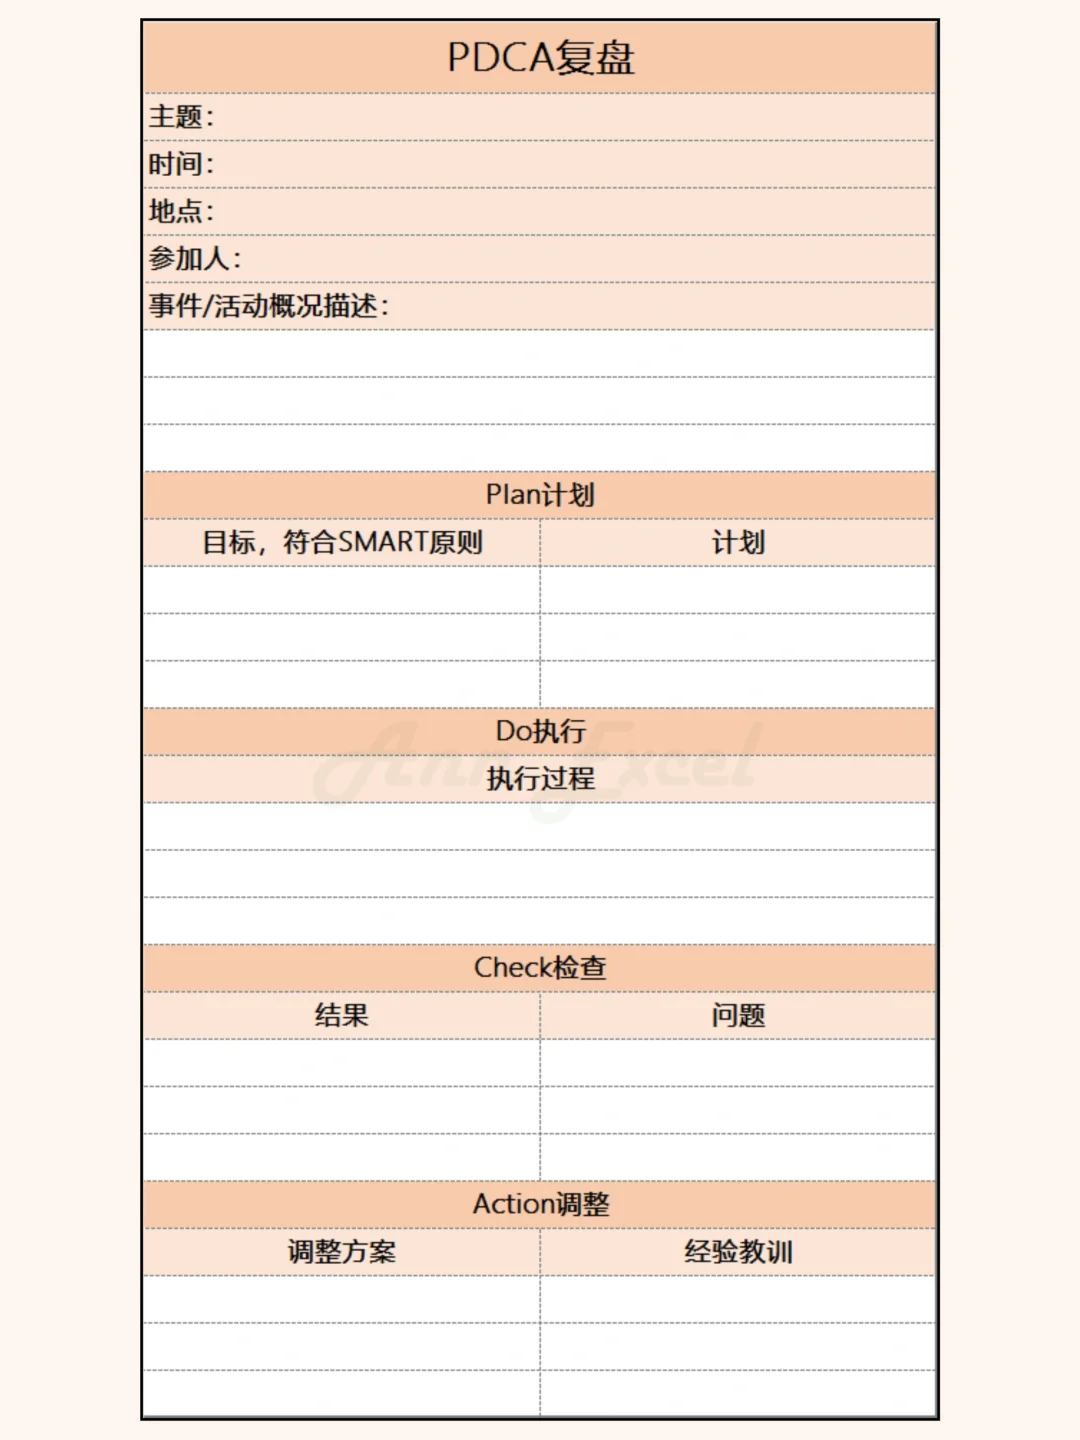 PDCA复盘
主题：
时间：
地点：
参加人：
事件/活动概况描述：
Plan计划
目标，符合SMART原则 计划
Do执行
Ann Excel
执行过程
Check检查
结果 问题
Action调整
调整方案 经验教训